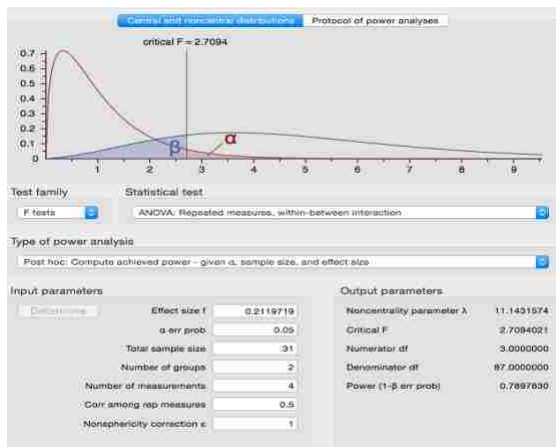 Central and noncentral distributions Protocol of power analyses
critical F = 2.7094
0.7
0.6
0.5
0.4
0.3
0.2
0.1
0
β α
1 2 3 4 5 6 7 8 9
Test family Statistical test
F tests ANOVA: Repeated measures, within-between interaction
Type of power analysis
Post hoc: Compute achieved power - given α, sample size, and effect size
Input parameters Output parameters
Determine Effect size f 0.2119719 Noncentrality parameter λ 11.1431574
α err prob 0.05 Critical F 2.7094021
Total sample size 31 Numerator df 3.0000000
Number of groups 2 Denominator df 87.0000000
Number of measurements 4 Power (1-β err prob) 0.7897830
Corr among rep measures 0.5
Nonsphericity correction ε 1